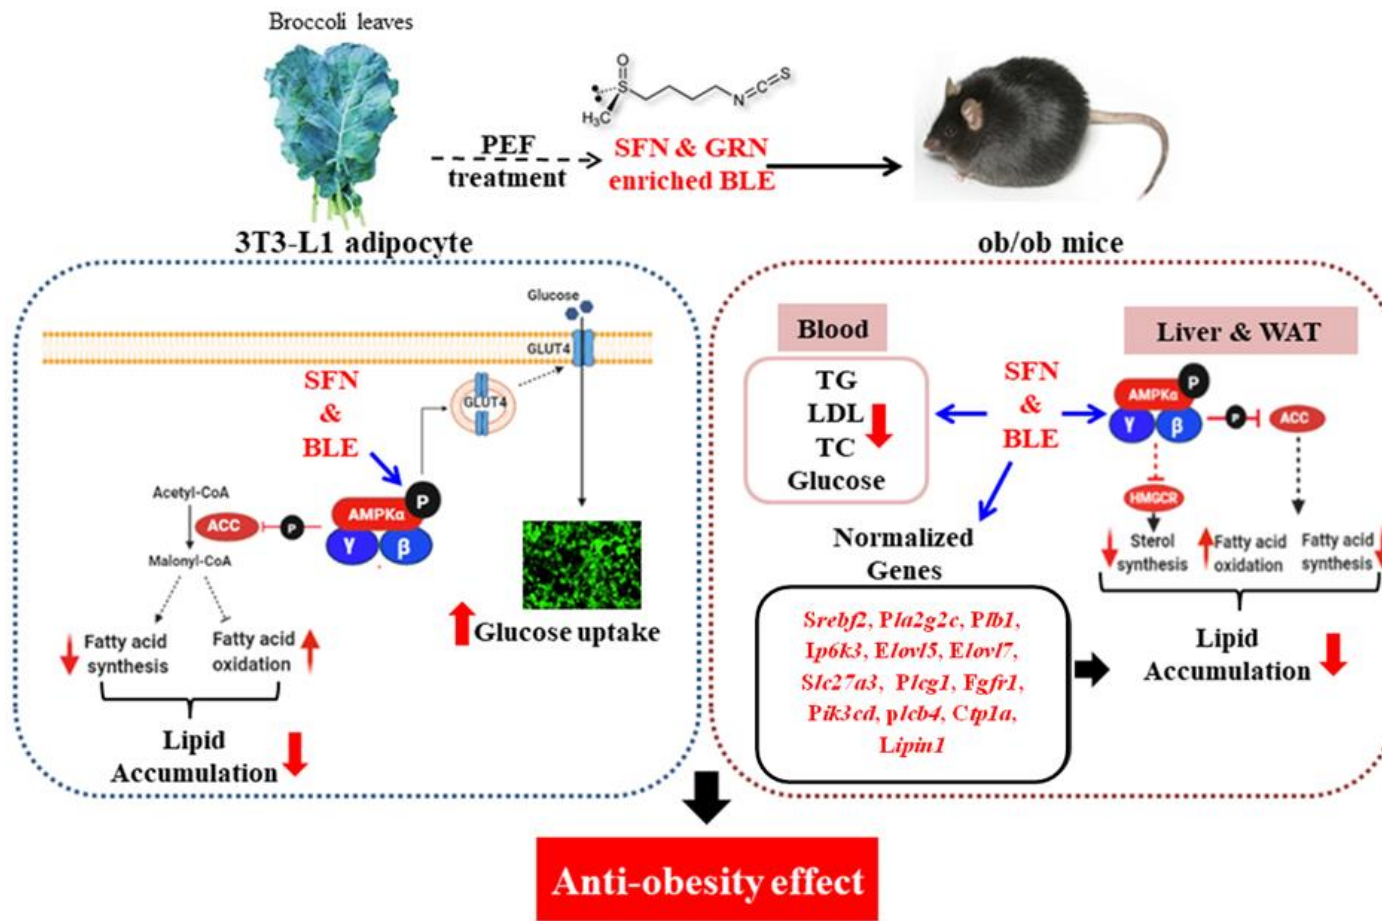 Broccoli leaves
O
S
H₃C
N
C
S
PEF
treatment
SFN & GRN
enriched BLE
3T3-L1 adipocyte
Glucose
GLUT4
SFN
&
BLE
GLUT4
P
AMPKα
γ
β
P
ACC
Acetyl-CoA
Malonyl-CoA
Fatty acid
synthesis
Fatty acid
oxidation
Glucose uptake
Lipid
Accumulation
ob/ob mice
Blood
TG
LDL
TC
Glucose
SFN
&
BLE
Liver & WAT
P
AMPKα
γ
β
P
ACC
HMGCR
Sterol
synthesis
Fatty acid
oxidation
Fatty acid
synthesis
Normalized
Genes
Srebf2, Pla2g2c, Plb1,
Ip6k3, Elovl5, Elovl7,
Slc27a3, Plcg1, Fgfr1,
Pik3cd, plcb4, Ctp1a,
Lipin1
Lipid
Accumulation
Anti-obesity effect